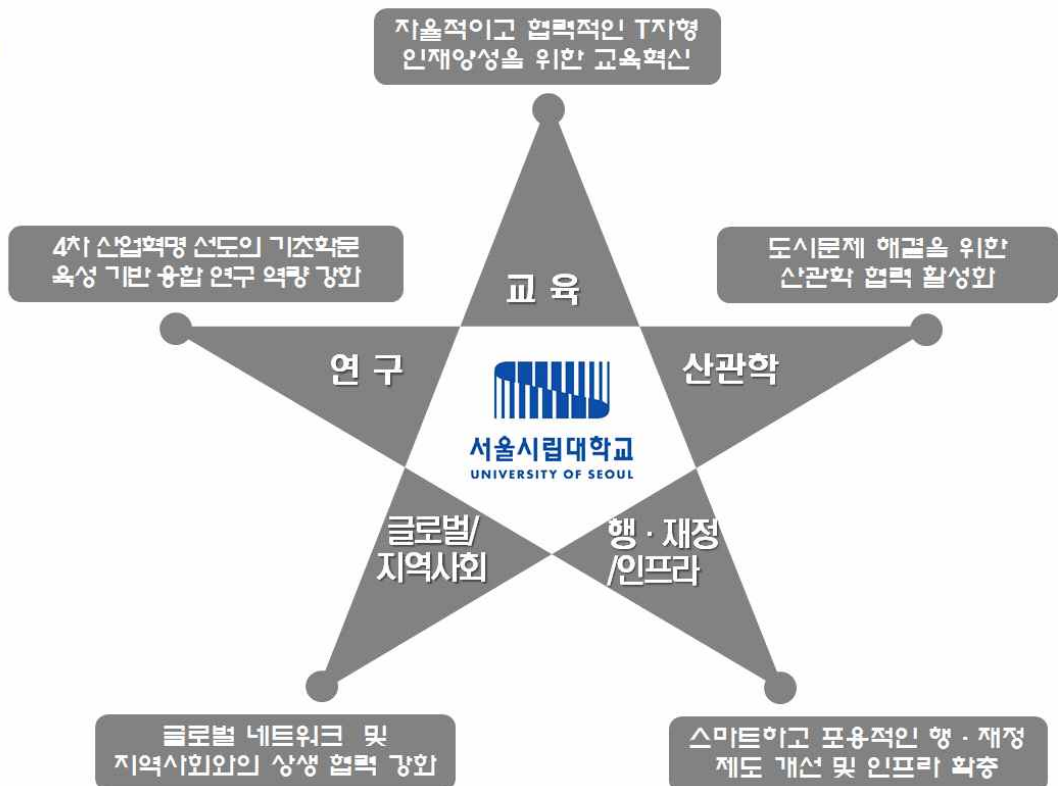 자율적이고 협력적인 T자형
인재양성을 위한 교육혁신
4차 산업혁명 선도의 기초학문
육성 기반 융합 연구 역량 강화
도시문제 해결을 위한
산관학 협력 활성화
교육
연구
산관학
서울시립대학교
UNIVERSITY OF SEOUL
글로벌/
지역사회
행·재정
/인프라
글로벌 네트워크 및
지역사회와의 상생 협력 강화
스마트하고 포용적인 행·재정
제도 개선 및 인프라 확충